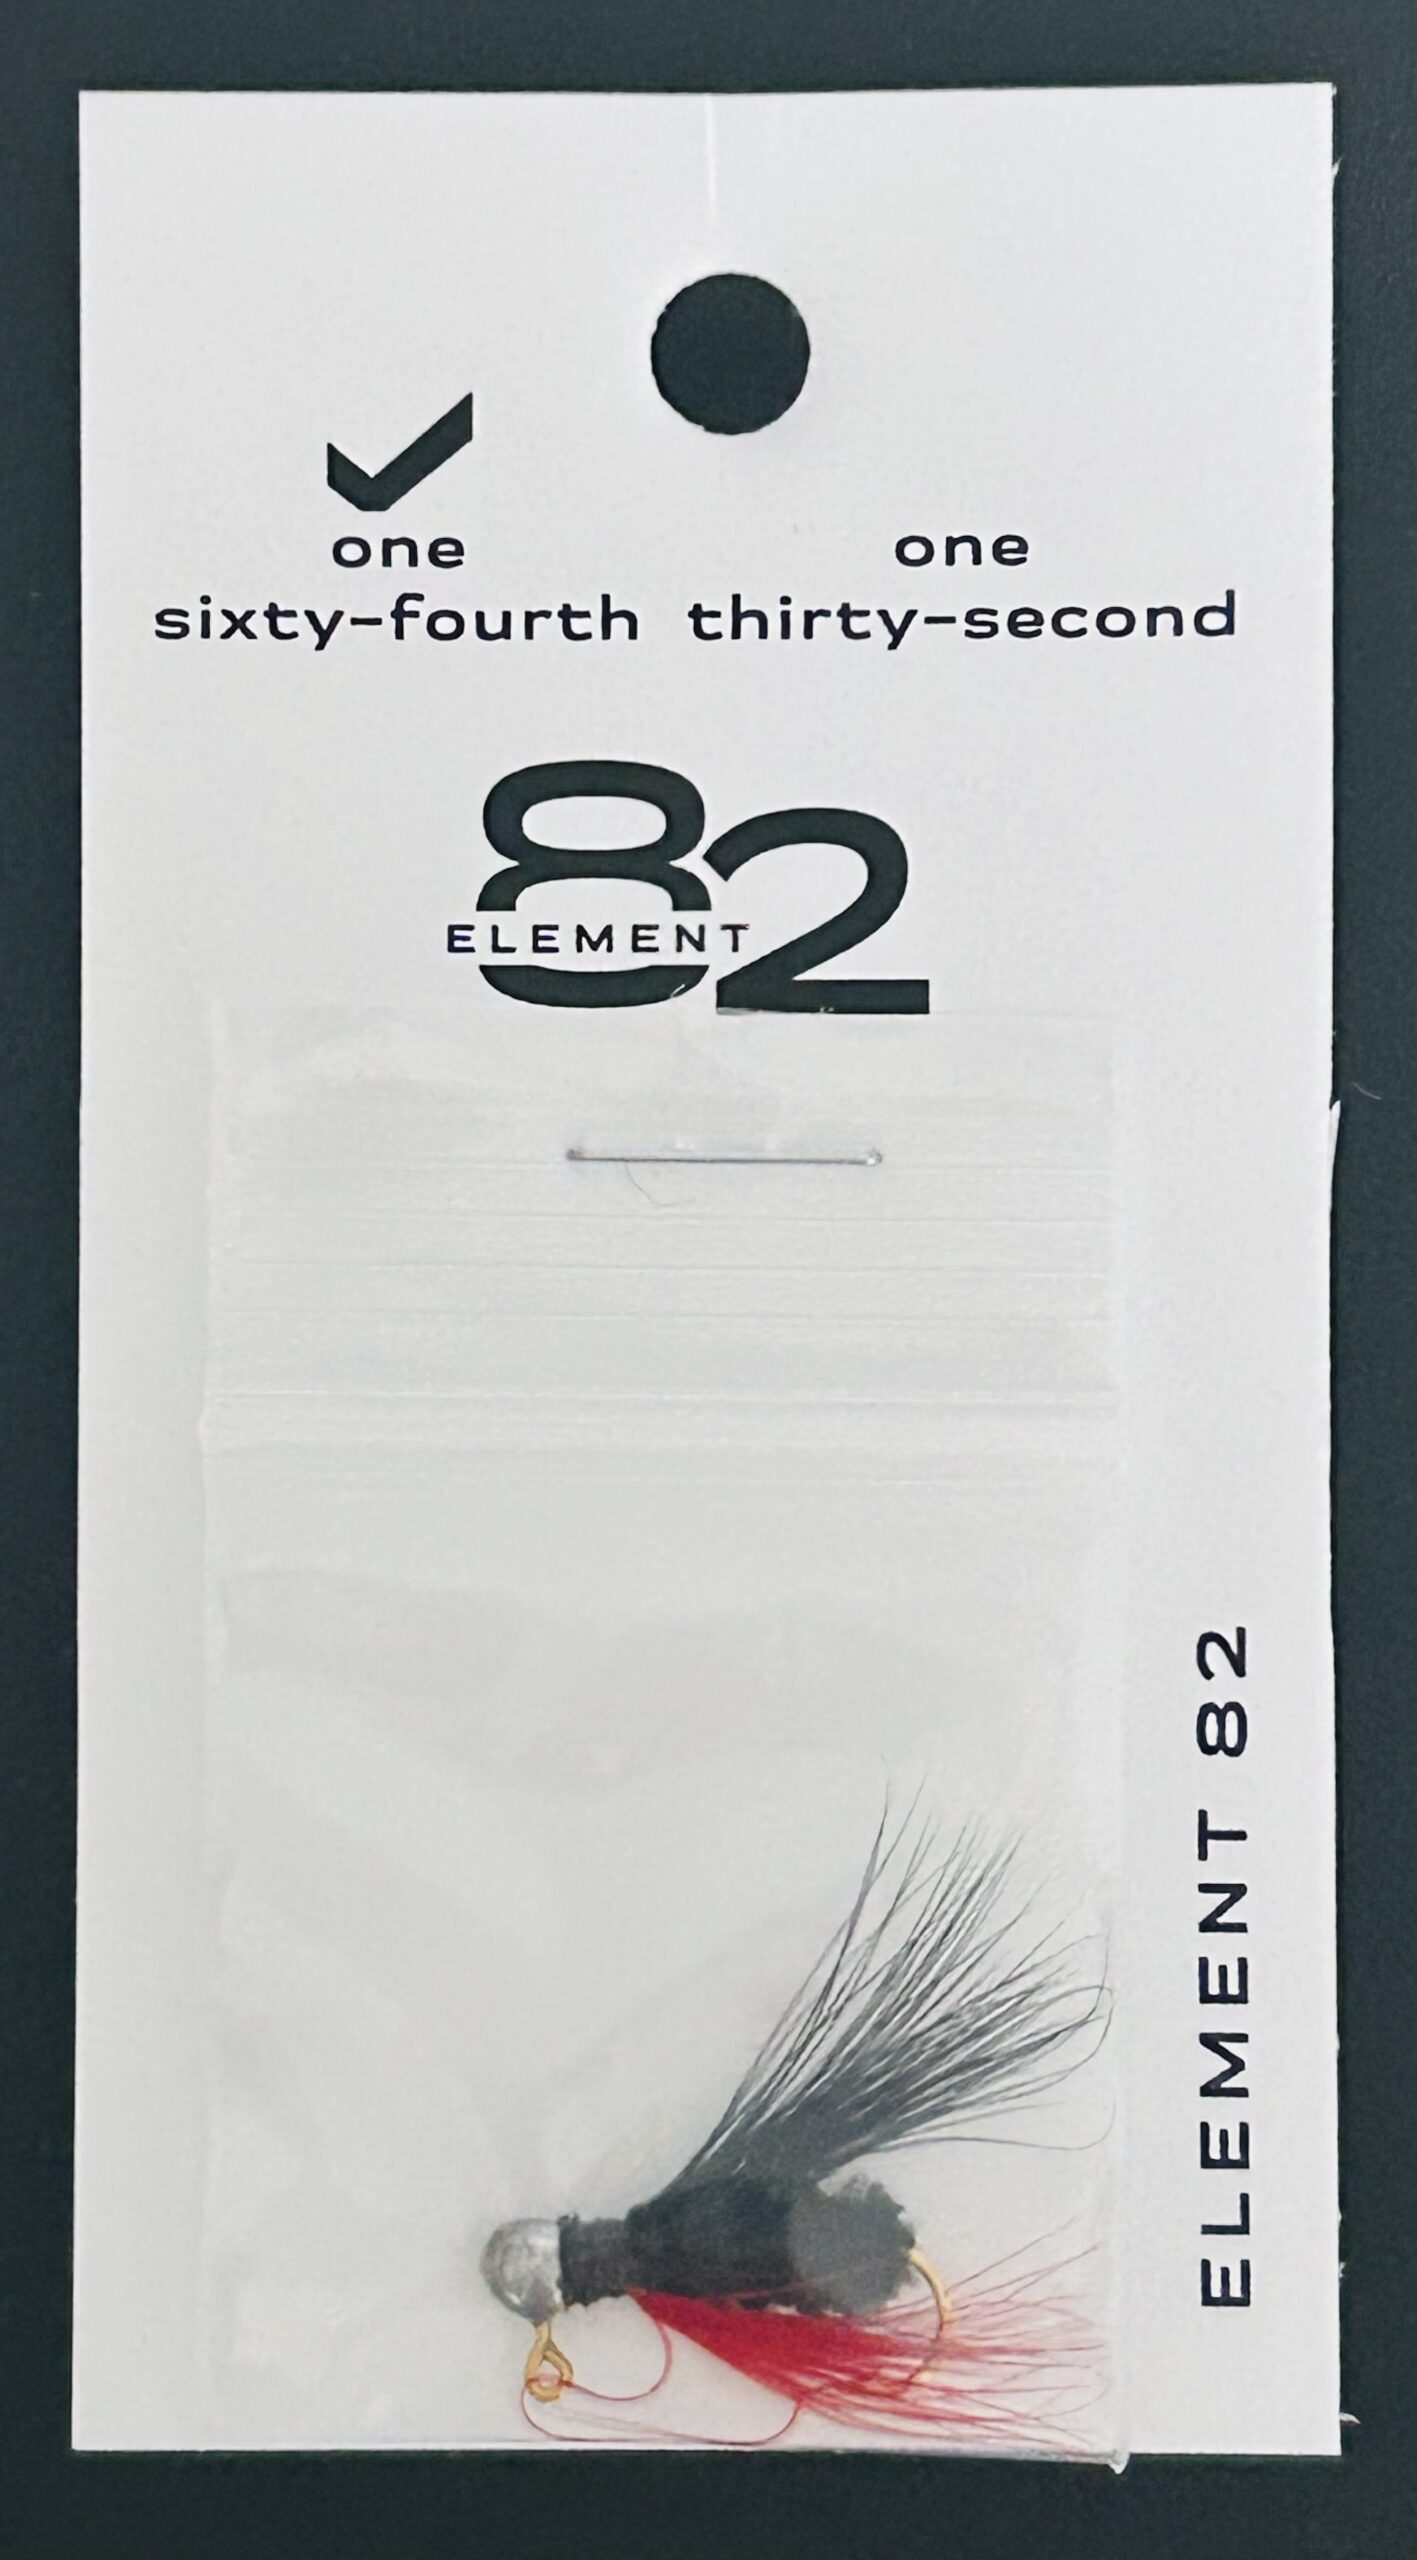 one one
sixty-fourth thirty-second
82
ELEMENT
ELEMENT 82